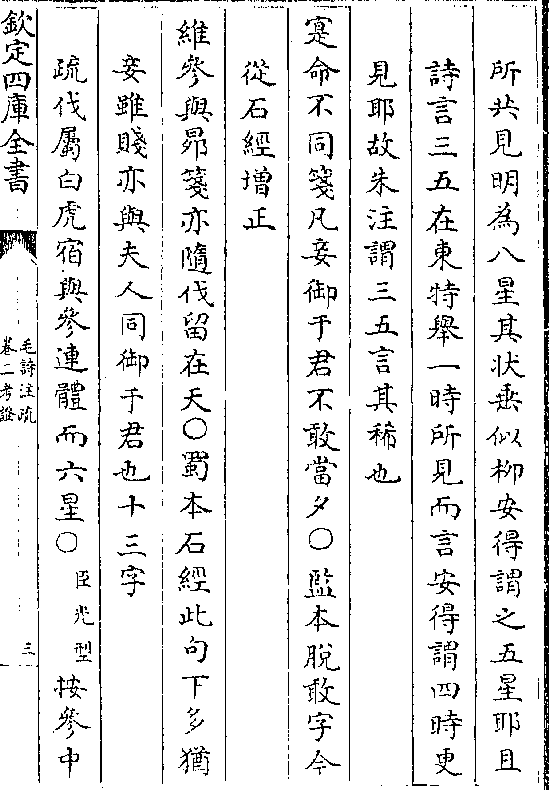 所共見明為八星其狀垂似柳安得謂之五星耶且
詩言三五在東特舉一時所見而言安得謂四時更
見耶故朱注謂三五言其稀也
寔命不同箋凡妾御于君不敢當夕○監本脫敢字今
從石經增正
維參與昴箋亦隨伐留在天○蜀本石經此句下多猶
妾雖賤亦與夫人同御于君也十三字
疏伐屬白虎宿與參連體而六星○臣光型按參中
欽定四庫全書
毛詩注疏
卷二考證
三